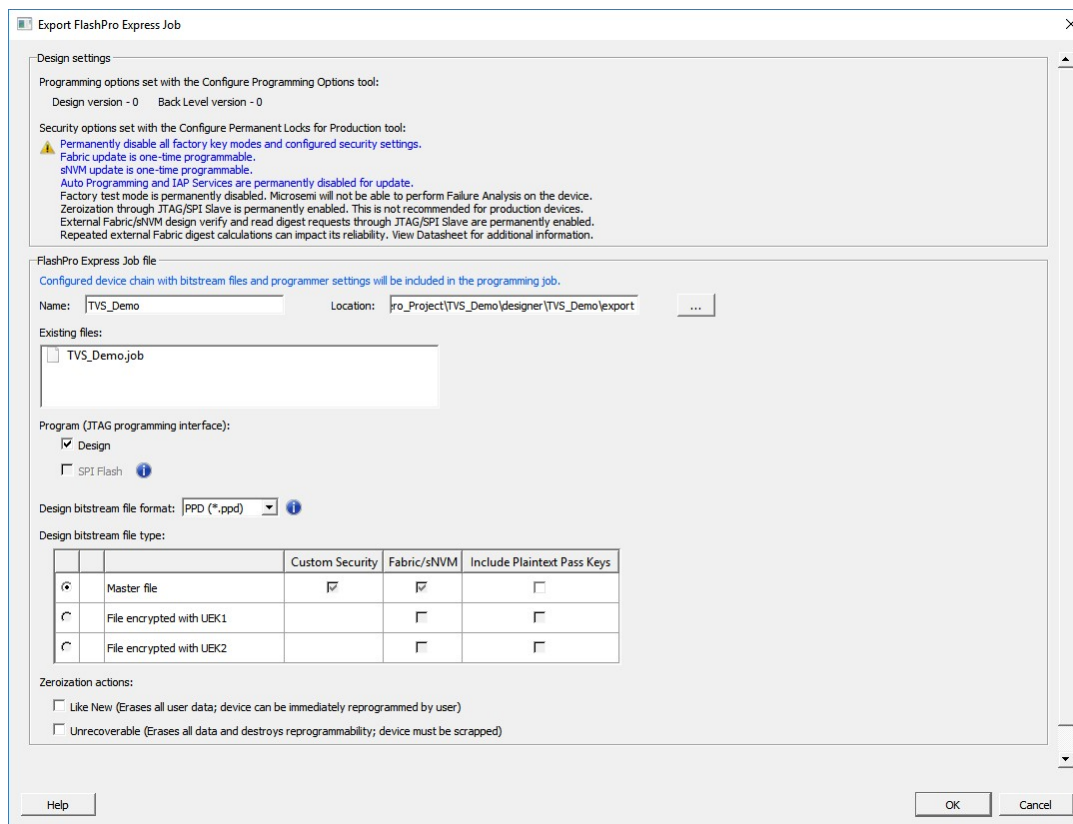 Export FlashPro Express Job
Design settings
Programming options set with the Configure Programming Options tool:
Design version - 0 Back Level version - 0
Security options set with the Configure Permanent Locks for Production tool:
Permanently disable all factory key modes and configured security settings.
Fabric update is one-time programmable.
sNVM update is one-time programmable.
Auto Programming and IAP Services are permanently disabled for update.
Factory test mode is permanently disabled. Microsemi will not be able to perform Failure Analysis on the device.
Zeroization through JTAG/SPI Slave is permanently enabled. This is not recommended for production devices.
External Fabric/sNVM design verify and read digest requests through JTAG/SPI Slave are permanently enabled.
Repeated external Fabric digest calculations can impact its reliability. View Datasheet for additional information.
FlashPro Express Job file
Configured device chain with bitstream files and programmer settings will be included in the programming job.
Name: TVS_Demo Location: ro_Project\TVS_Demo\designer\TVS_Demo\export ...
Existing files:
TVS_Demo.job
Program (JTAG programming interface):
Design
SPI Flash
Design bitstream file format: PPD (*.ppd)
Design bitstream file type:
Custom Security Fabric/sNVM Include Plaintext Pass Keys
Master file
File encrypted with UEK1
File encrypted with UEK2
Zeroization actions:
Like New (Erases all user data; device can be immediately reprogrammed by user)
Unrecoverable (Erases all data and destroys reprogrammability; device must be scrapped)
Help OK Cancel